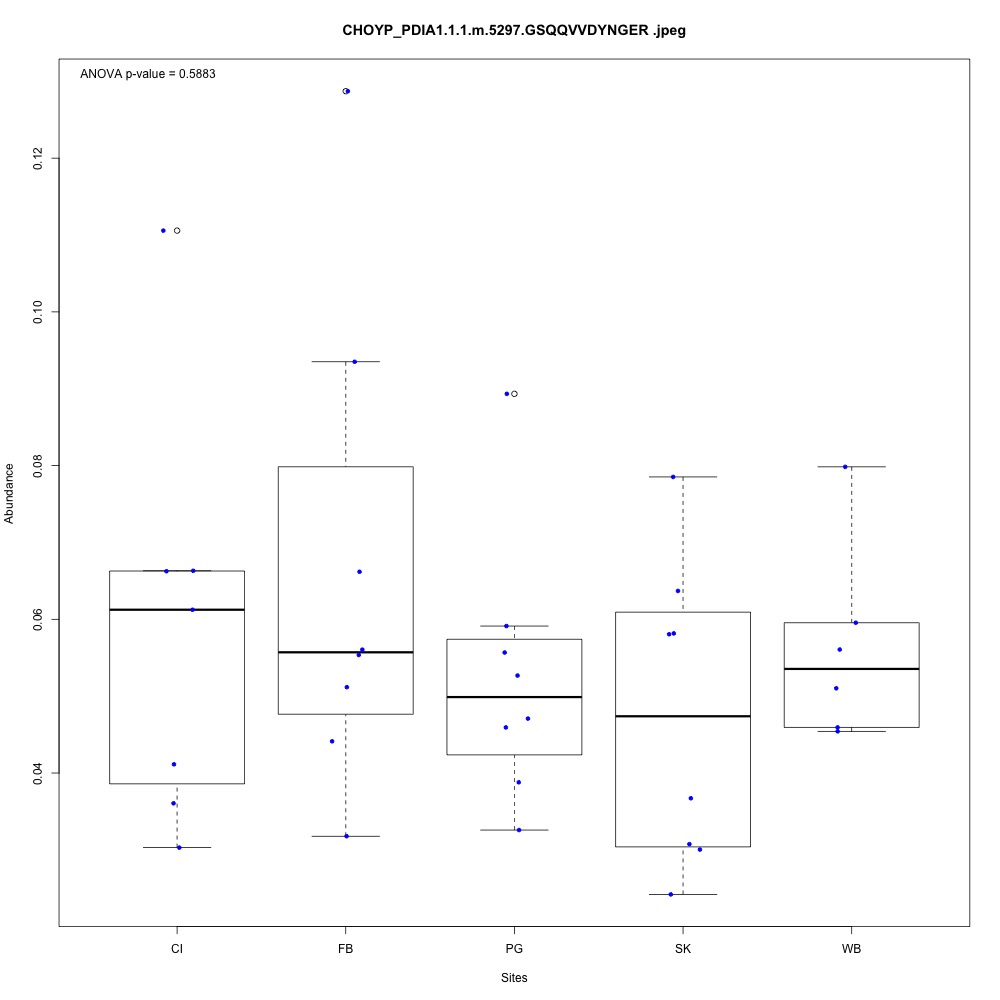 CHOYP_PDIA1.1.1.m.5297.GSQQVVDYNGER .jpeg
ANOVA p-value = 0.5883
0.12
0.10
0.08
0.06
0.04
Abundance
CI FB PG SK WB
Sites